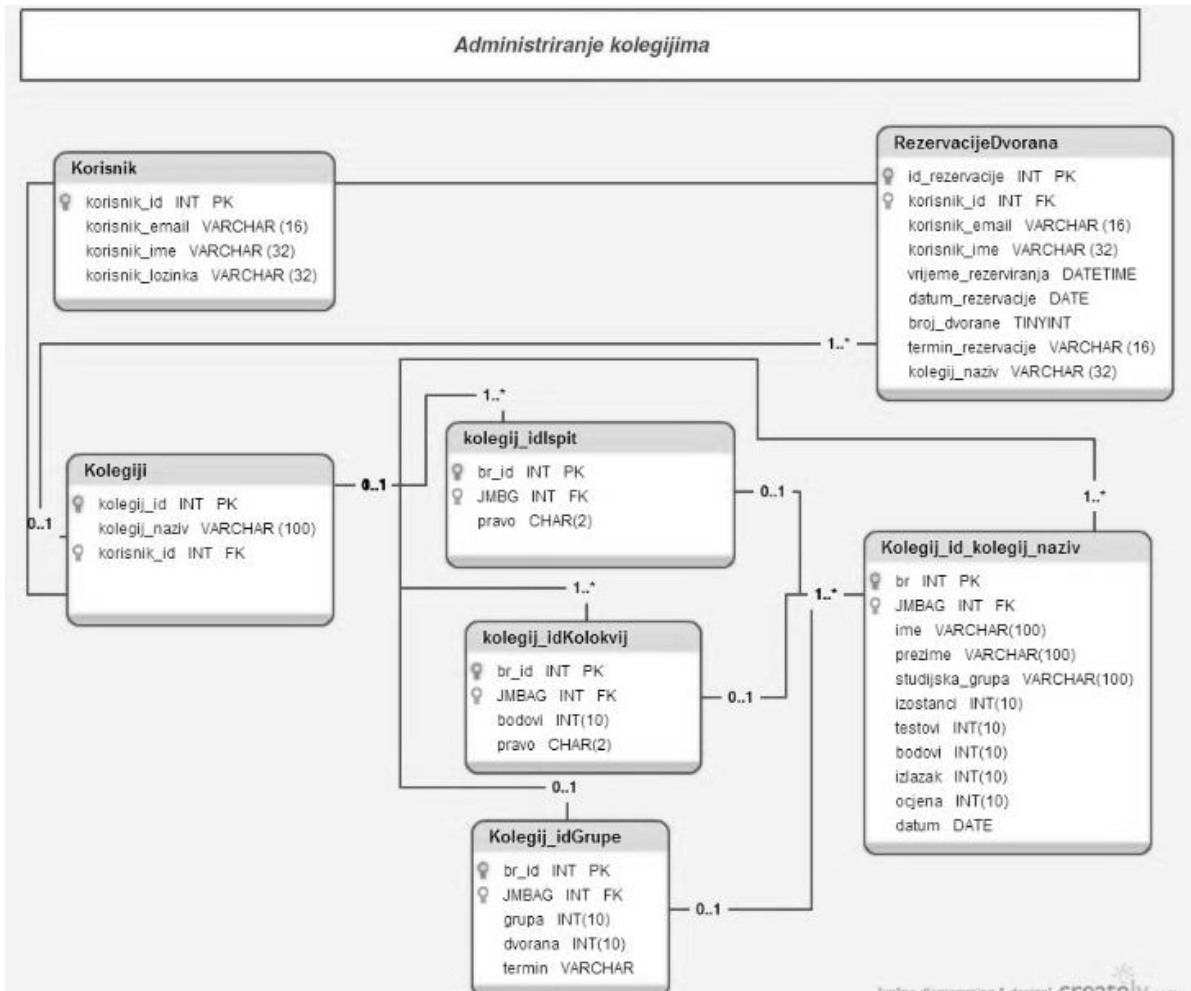 Administriranje kolegijima
Korisnik
korisnik_id INT PK
korisnik_email VARCHAR (16)
korisnik_ime VARCHAR (32)
korisnik_lozinka VARCHAR (32)
RezervacijeDvorana
id_rezervacije INT PK
korisnik_id INT FK
korisnik_email VARCHAR (16)
korisnik_ime VARCHAR (32)
vrijeme_rezerviranja DATETIME
datum_rezervacije DATE
broj_dvorane TINYINT
termin_rezervacije VARCHAR (16)
kolegij_naziv VARCHAR (32)
1..*
1..*
kolegij_idIspit
br_id INT PK
JMBG INT FK
pravo CHAR(2)
Kolegiji
kolegij_id INT PK
kolegij_naziv VARCHAR (100)
korisnik_id INT FK
0..1
0..1
0..1
1..*
Kolegij_id_kolegij_naziv
br INT PK
JMBAG INT FK
ime VARCHAR(100)
prezime VARCHAR(100)
studijska_grupa VARCHAR(100)
izostanci INT(10)
testovi INT(10)
bodovi INT(10)
izlazak INT(10)
ocjena INT(10)
datum DATE
1..*
1..*
kolegij_idKolokvij
br_id INT PK
JMBAG INT FK
bodovi INT(10)
pravo CHAR(2)
0..1
0..1
Kolegij_idGrupe
br_id INT PK
JMBAG INT FK
grupa INT(10)
dvorana INT(10)
termin VARCHAR
0..1
creately